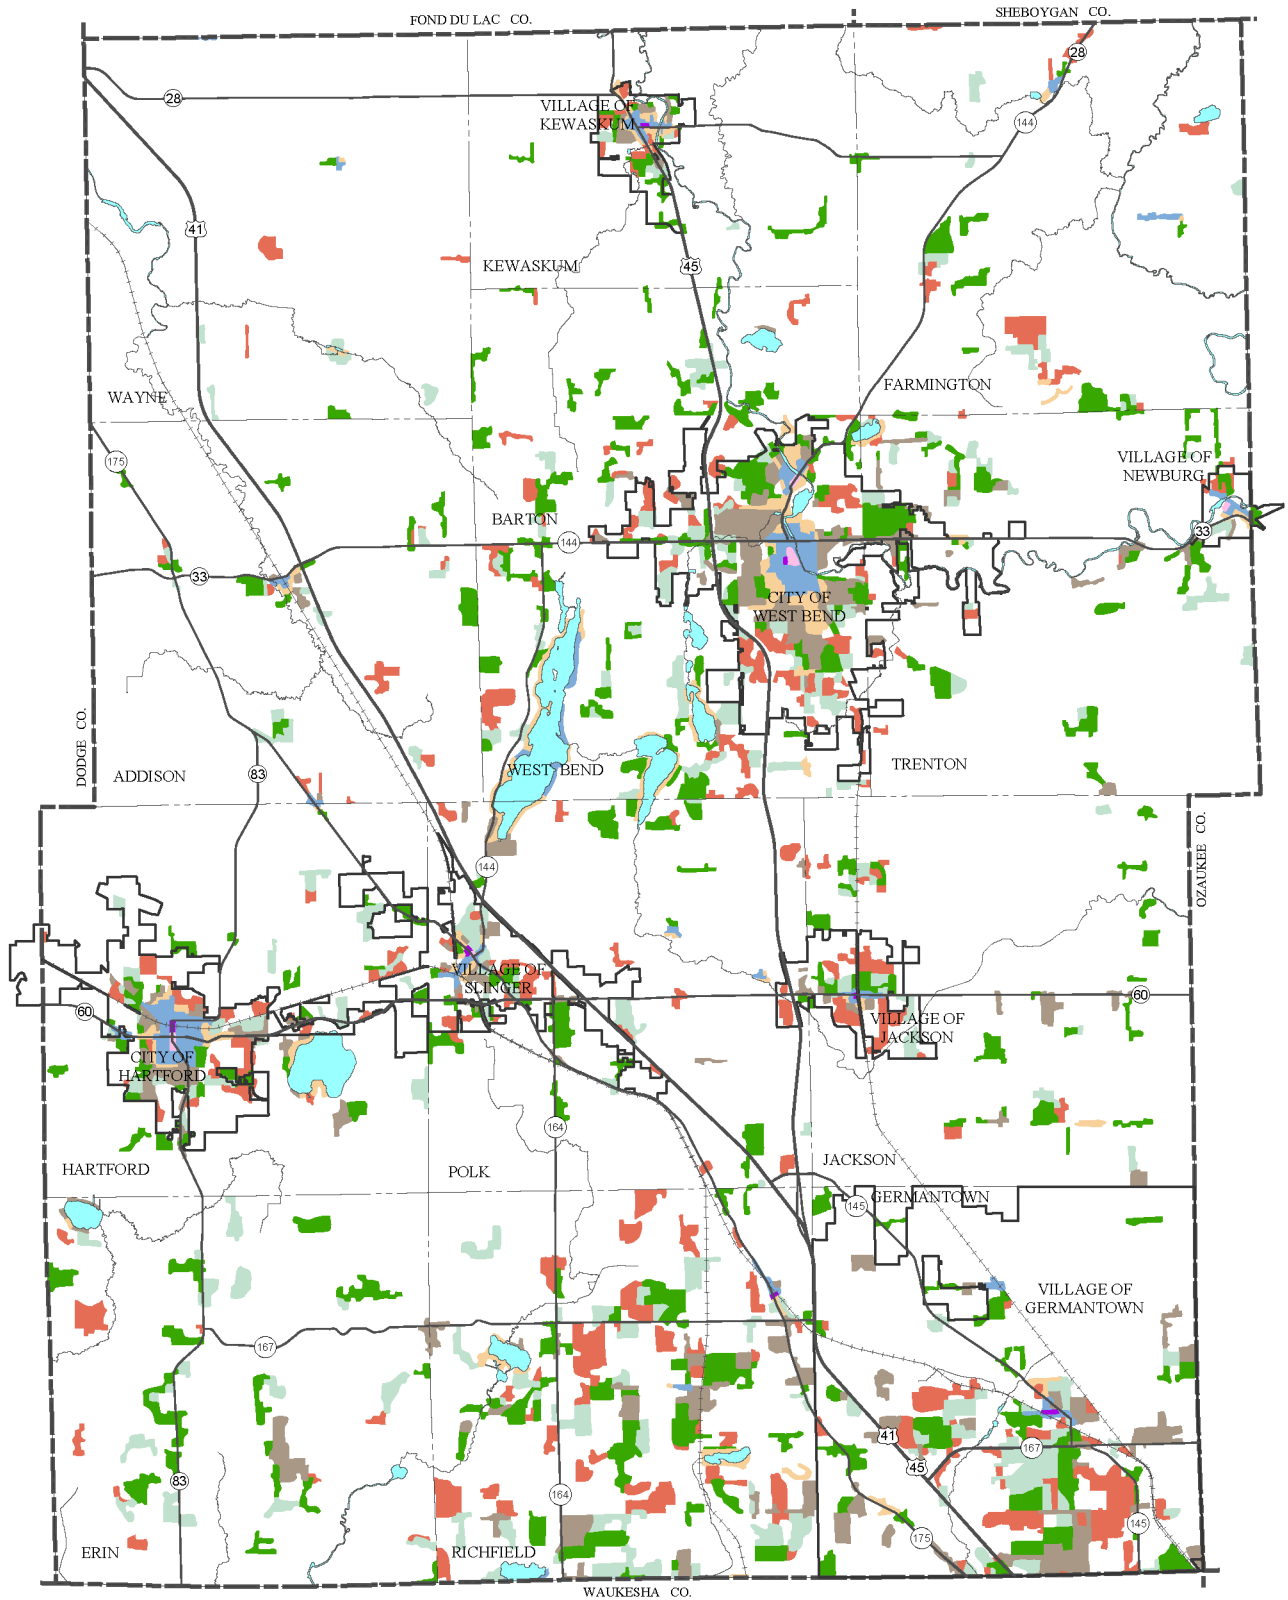 FOND DU LAC CO.
SHEBOYGAN CO.
28
28
VILLAGE OF
KEWASKUM
144
41
KEWASKUM
45
WAYNE
FARMINGTON
175
VILLAGE OF
NEWBURG
BARTON
144
33
33
CITY OF
WEST BEND
DODGE CO.
ADDISON
83
WEST BEND
TRENTON
OZAUKEE CO.
144
VILLAGE OF
SLINGER
60
60
VILLAGE OF
JACKSON
CITY OF
HARTFORD
164
HARTFORD
POLK
JACKSON
GERMANTOWN
145
VILLAGE OF
GERMANTOWN
167
41
167
45
83
164
145
175
ERIN
RICHFIELD
WAUKESHA CO.